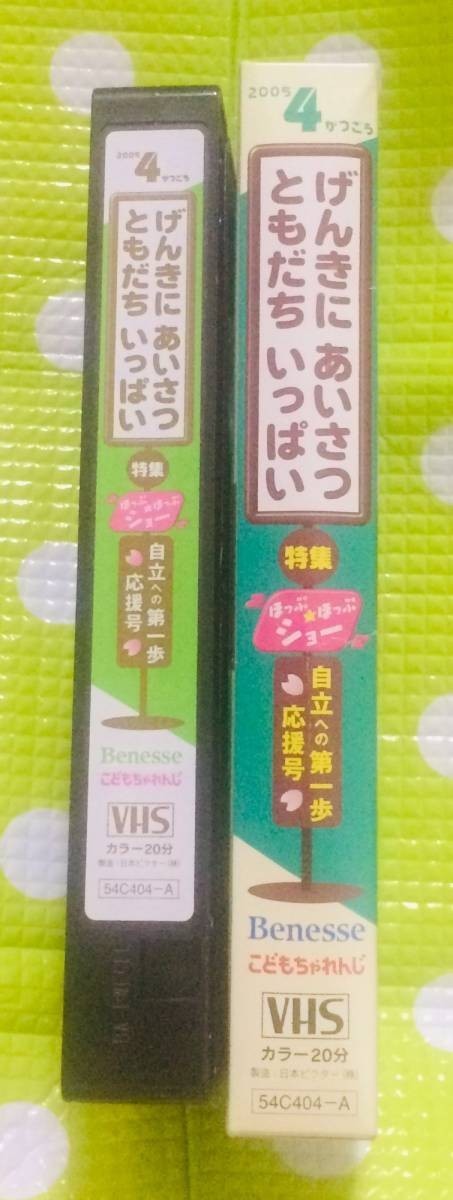 2005
4
がつごう
げんきに あいさつ
ともだち いっぱい
特集
ほっぷ★ほっぷ
ショー
自立への第一歩
応援号
Benesse
こどもちゃれんじ
VHS
カラー20分
製造：日本ビクター(株)
54C404-A
2005
4
がつごう
げんきに あいさつ
ともだち いっぱい
特集
ほっぷ★ほっぷ
ショー
自立への第一歩
応援号
Benesse
こどもちゃれんじ
VHS
カラー20分
製造：日本ビクター(株)
54C404-A